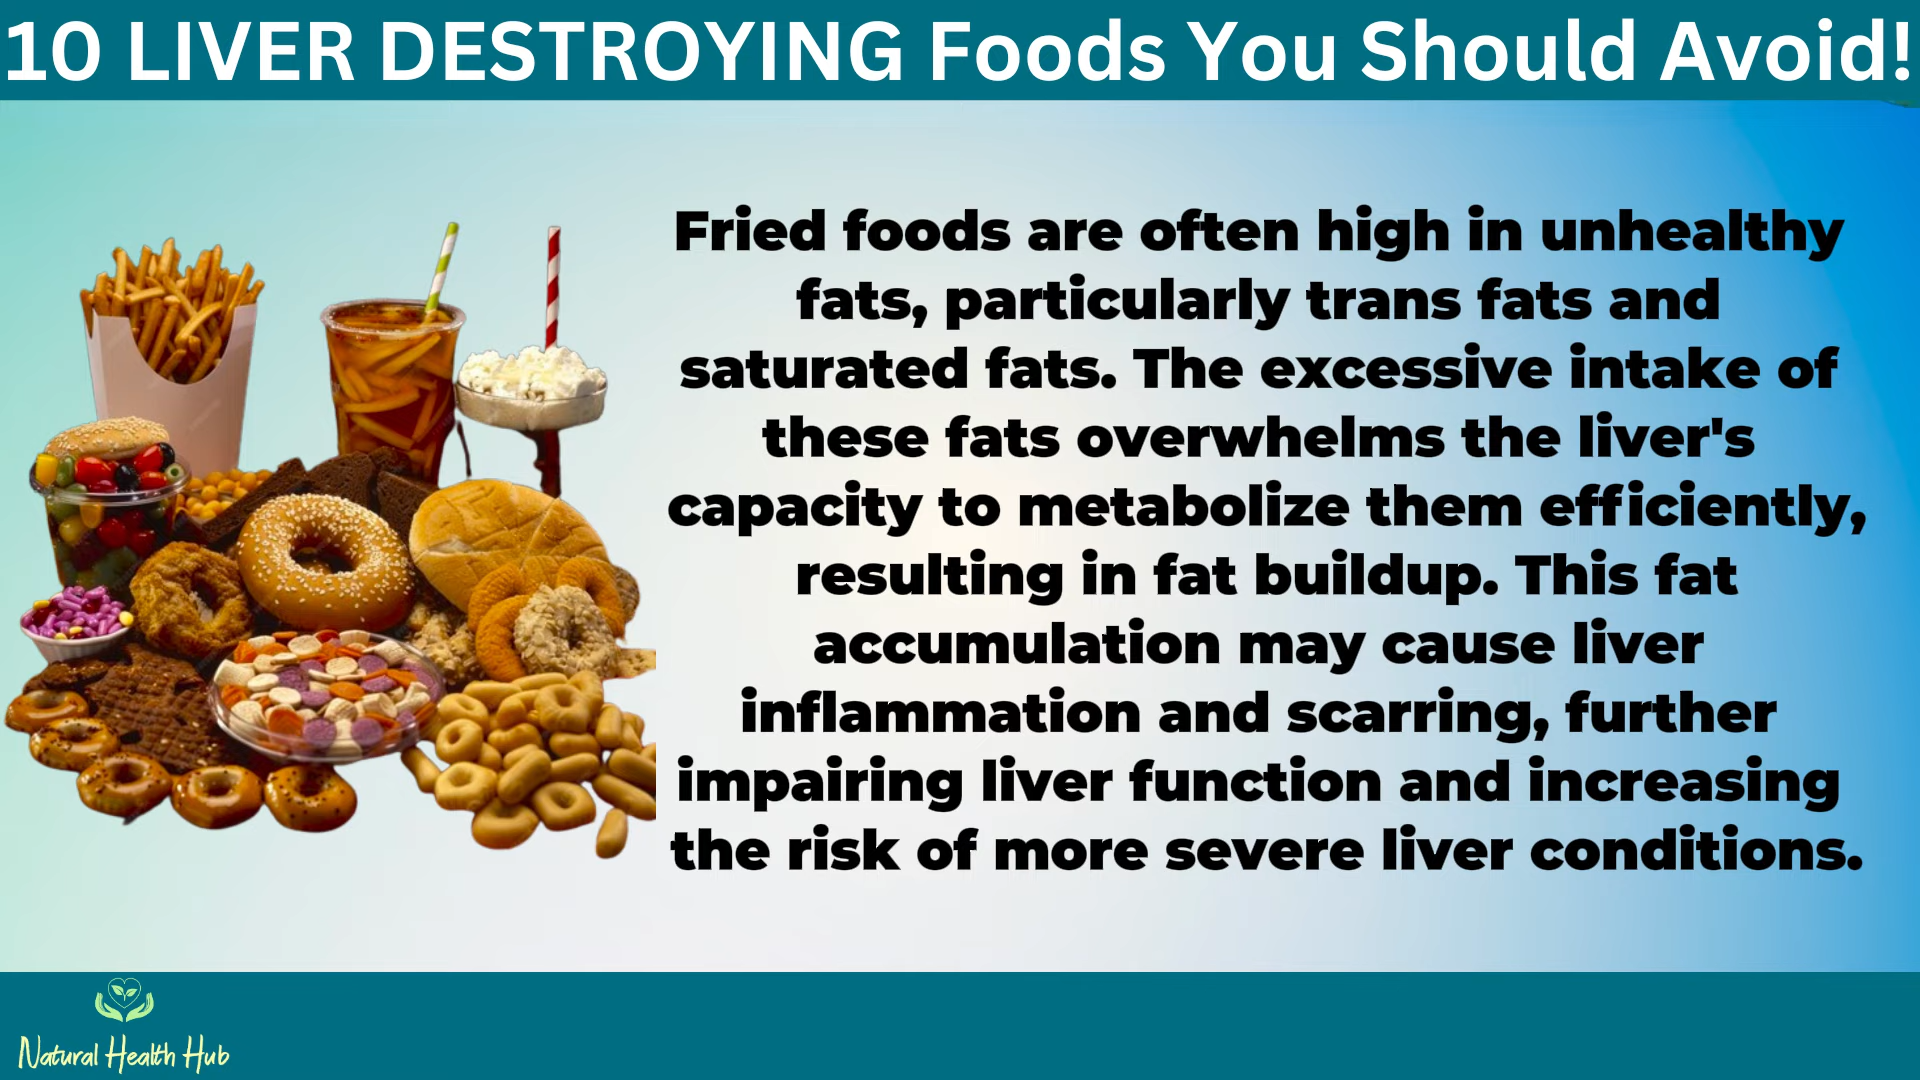 10 LIVER DESTROYING Foods You Should Avoid!
Fried foods are often high in unhealthy
fats, particularly trans fats and
saturated fats. The excessive intake of
these fats overwhelms the liver's
capacity to metabolize them efficiently,
resulting in fat buildup. This fat
accumulation may cause liver
inflammation and scarring, further
impairing liver function and increasing
the risk of more severe liver conditions.
Natural Health Hub